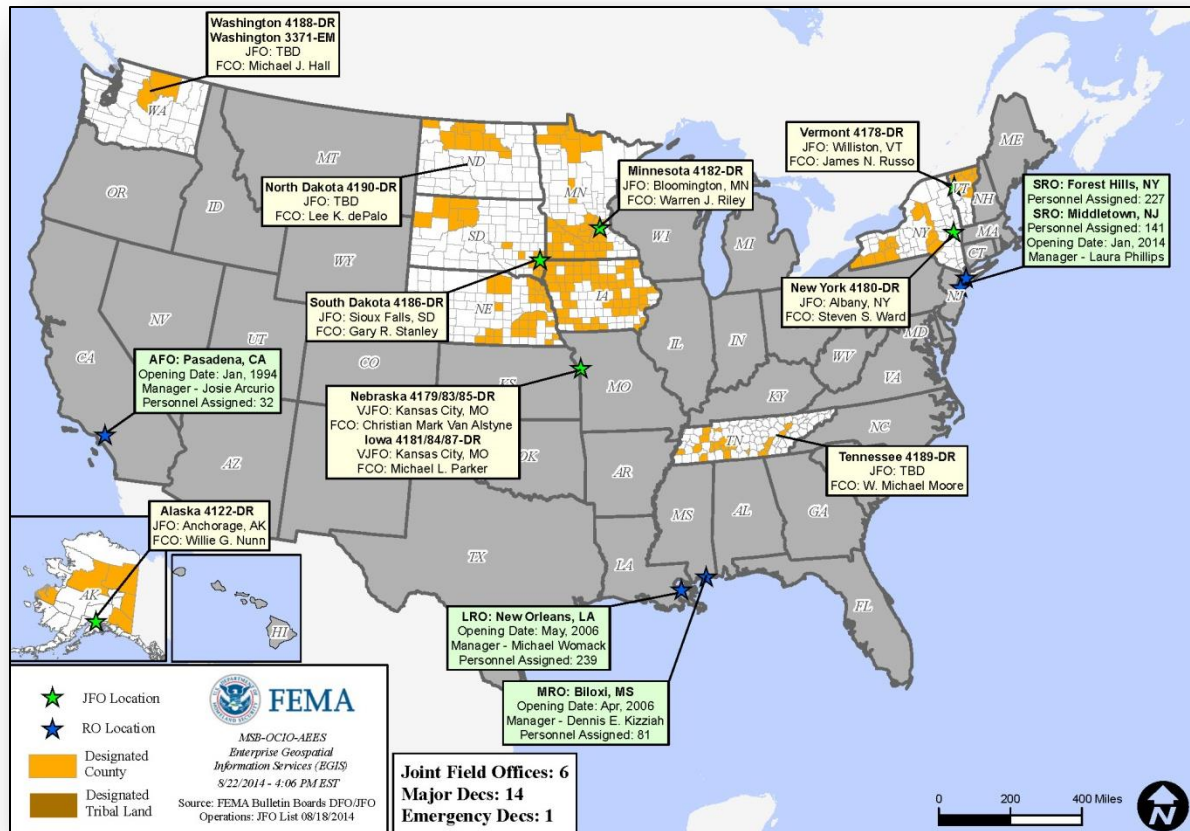 Washington 4188-DR
Washington 3371-EM
JFO: TBD
FCO: Michael J. Hall
North Dakota 4190-DR
JFO: TBD
FCO: Lee K. dePalo
Minnesota 4182-DR
JFO: Bloomington, MN
FCO: Warren J. Riley
Vermont 4178-DR
JFO: Williston, VT
FCO: James N. Russo
SRO: Forest Hills, NY
Personnel Assigned: 227
SRO: Middletown, NJ
Personnel Assigned: 141
Opening Date: Jan, 2014
Manager - Laura Phillips
South Dakota 4186-DR
JFO: Sioux Falls, SD
FCO: Gary R. Stanley
New York 4180-DR
JFO: Albany, NY
FCO: Steven S. Ward
AFO: Pasadena, CA
Opening Date: Jan, 1994
Manager - Josie Arcurio
Personnel Assigned: 32
Nebraska 4179/83/85-DR
VJFO: Kansas City, MO
FCO: Christian Mark Van Alstyne
Iowa 4181/84/87-DR
VJFO: Kansas City, MO
FCO: Michael L. Parker
Tennessee 4189-DR
JFO: TBD
FCO: W. Michael Moore
Alaska 4122-DR
JFO: Anchorage, AK
FCO: Willie G. Nunn
LRO: New Orleans, LA
Opening Date: May, 2006
Manager - Michael Womack
Personnel Assigned: 239
MRO: Biloxi, MS
Opening Date: Apr, 2006
Manager - Dennis E. Kizziah
Personnel Assigned: 81
WA
OR
ID
MT
WY
NV
UT
CA
AZ
CO
ND
SD
NE
KS
OK
TX
MN
IA
MO
AR
LA
WI
IL
IN
MI
KY
TN
MS
AL
GA
FL
NC
VA
WV
MD
NJ
NY
CT
MA
VT
NH
ME
AK
HI
JFO Location
RO Location
Designated
County
Designated
Tribal Land
FEMA
MSB-OCIO-AEES
Enterprise Geospatial
Information Services (EGIS)
8/22/2014 - 4:06 PM EST
Source: FEMA Bulletin Boards DFO/JFO
Operations: JFO List 08/18/2014
Joint Field Offices: 6
Major Decs: 14
Emergency Decs: 1
0 200 400 Miles
N